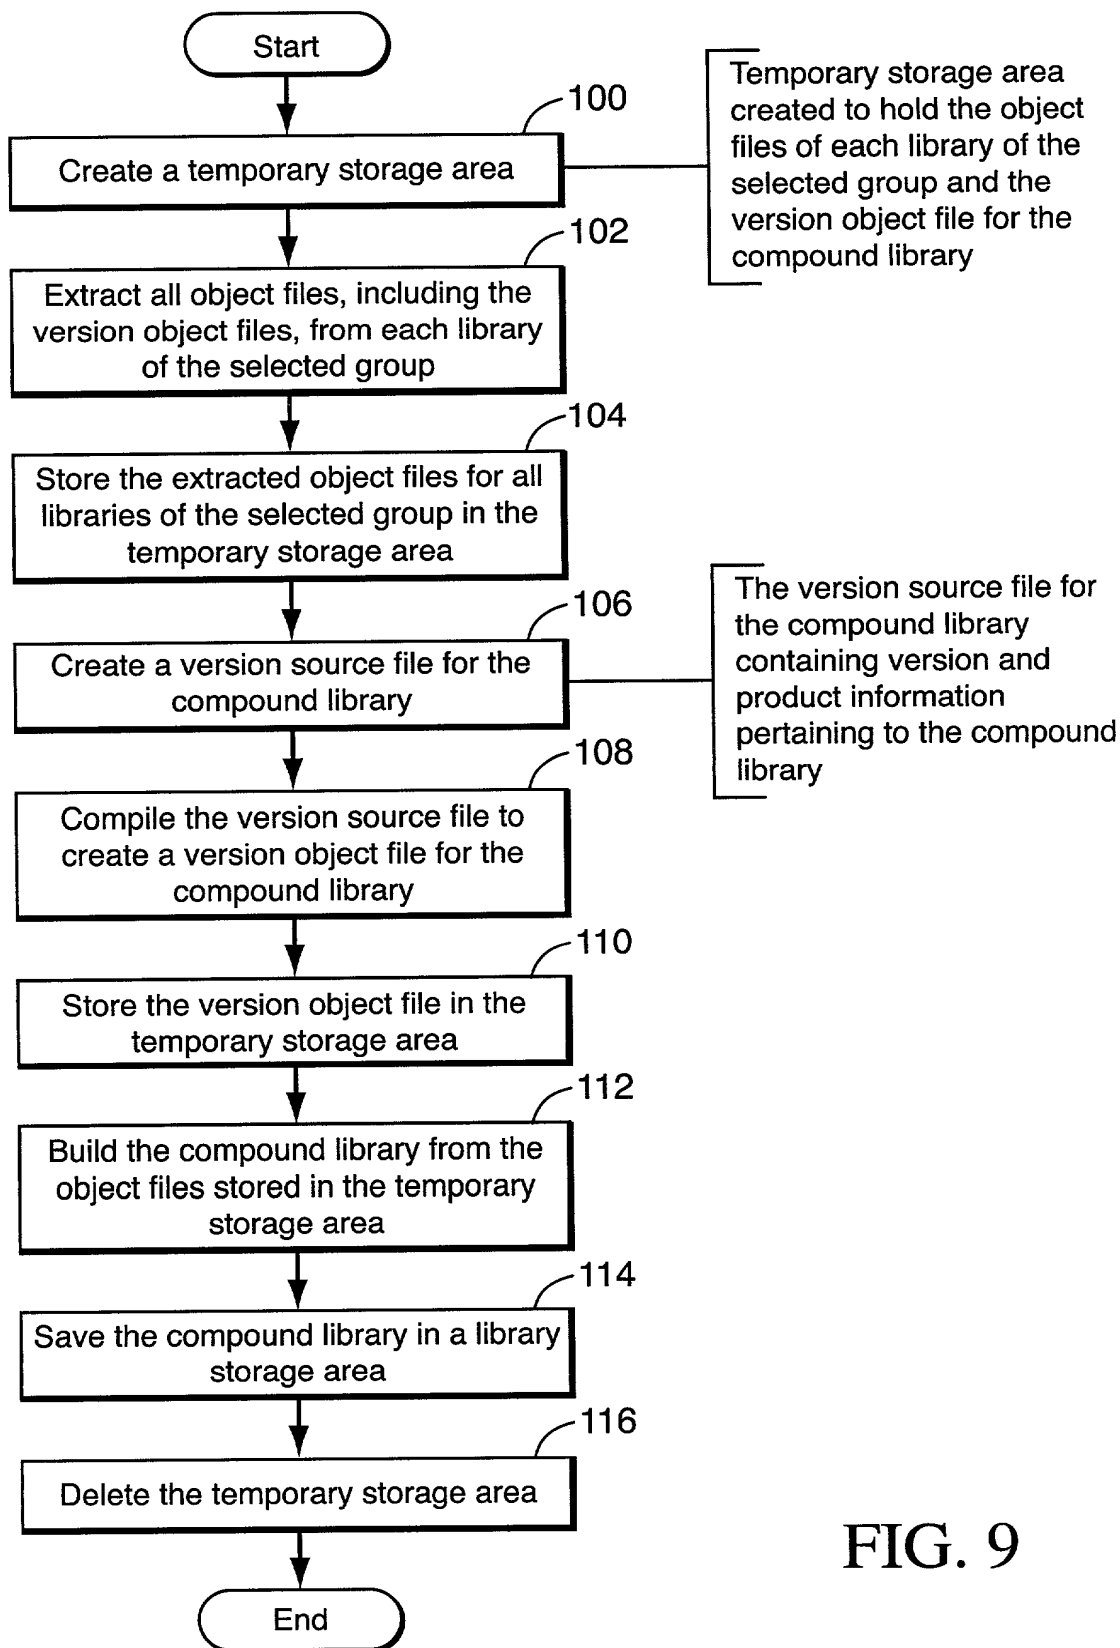 Start
100
Create a temporary storage area
Temporary storage area
created to hold the object
files of each library of the
selected group and the
version object file for the
compound library
102
Extract all object files, including the
version object files, from each library
of the selected group
104
Store the extracted object files for all
libraries of the selected group in the
temporary storage area
106
Create a version source file for the
compound library
The version source file for
the compound library
containing version and
product information
pertaining to the compound
library
108
Compile the version source file to
create a version object file for the
compound library
110
Store the version object file in the
temporary storage area
112
Build the compound library from the
object files stored in the temporary
storage area
114
Save the compound library in a library
storage area
116
Delete the temporary storage area
End
FIG. 9